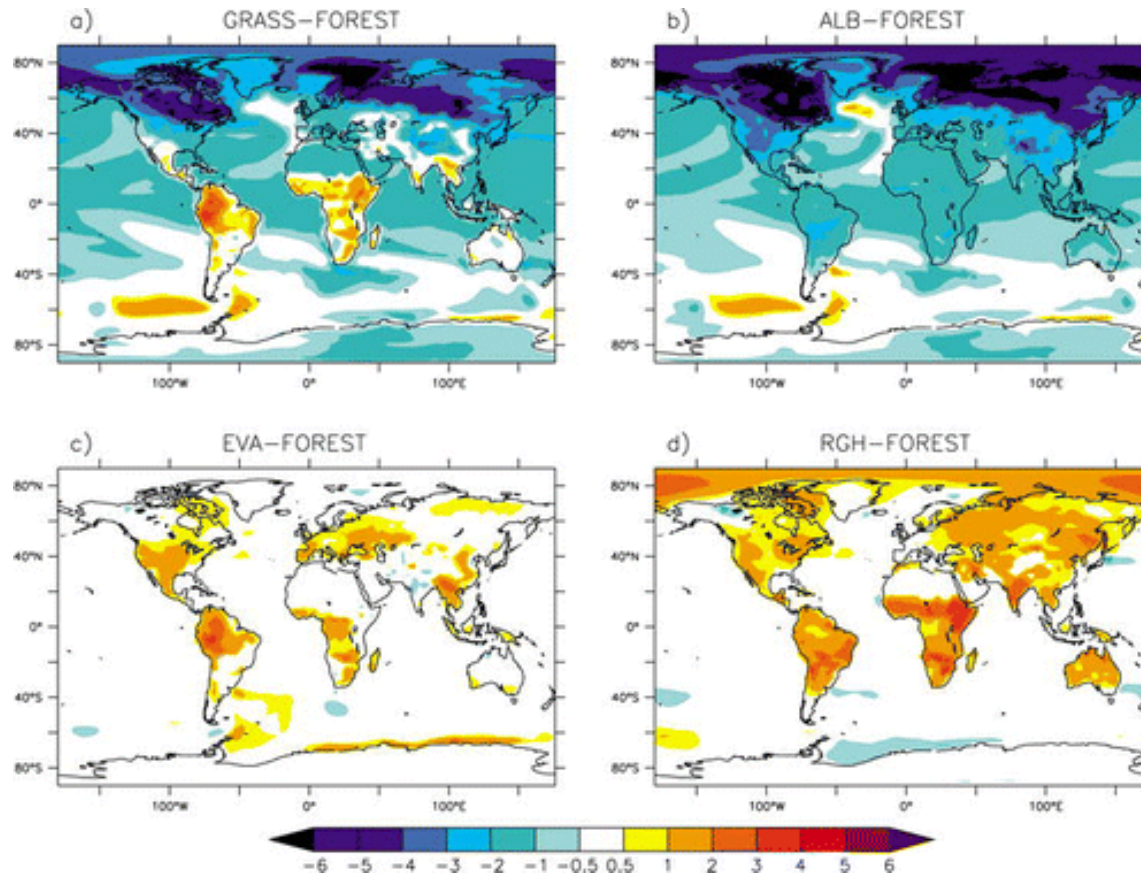 a) GRASS–FOREST
b) ALB–FOREST
80°N 80°N
40°N 40°N
0° 0°
40°S 40°S
80°S 80°S
100°W 0° 100°E 100°W 0° 100°E
c) EVA–FOREST
d) RGH–FOREST
80°N 80°N
40°N 40°N
0° 0°
40°S 40°S
80°S 80°S
100°W 0° 100°E 100°W 0° 100°E
−6 −5 −4 −3 −2 −1 −0.5 0.5 1 2 3 4 5 6